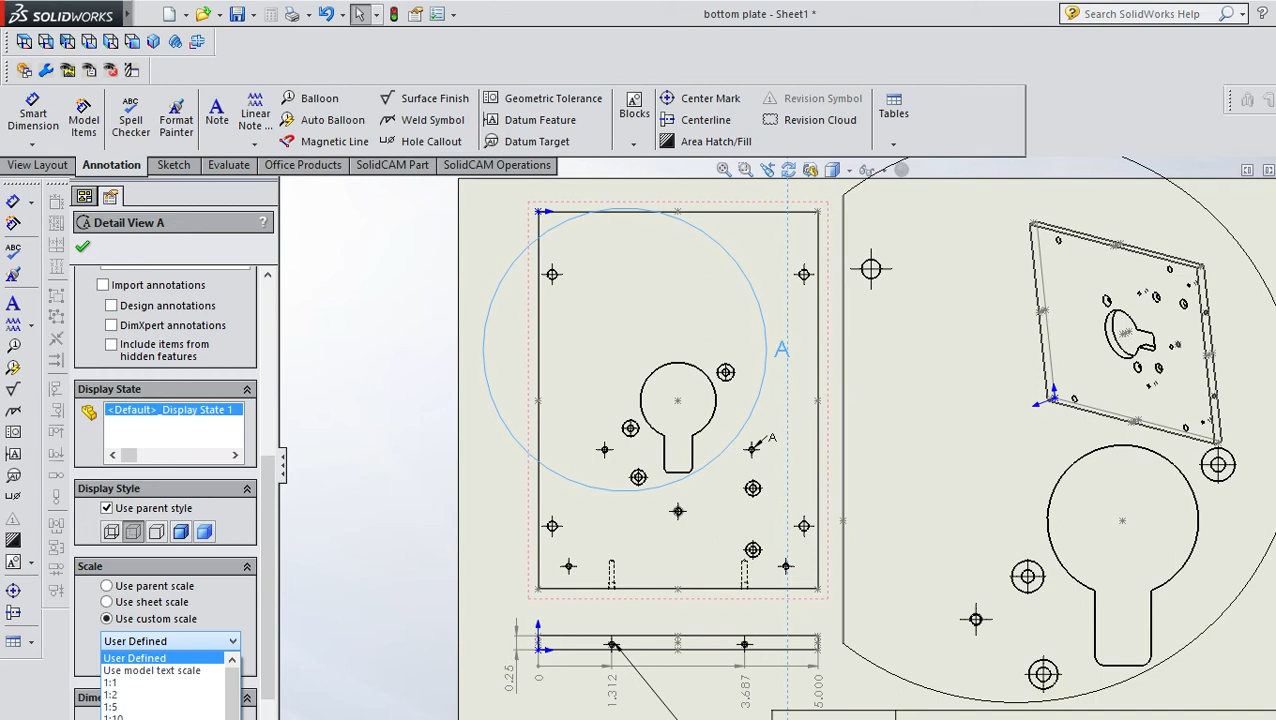 SOLIDWORKS
bottom plate - Sheet1 *
Search SolidWorks Help
Smart Dimension
Model Items
Spell Checker
Format Painter
Note
Linear Note ...
Balloon
Auto Balloon
Magnetic Line
Surface Finish
Weld Symbol
Hole Callout
Geometric Tolerance
Datum Feature
Datum Target
Blocks
Center Mark
Centerline
Area Hatch/Fill
Revision Symbol
Revision Cloud
Tables
View Layout
Annotation
Sketch
Evaluate
Office Products
SolidCAM Part
SolidCAM Operations
Detail View A
?
Import annotations
Design annotations
DimXpert annotations
Include items from
hidden features
Display State
<Default>_Display State 1
Display Style
Use parent style
Scale
Use parent scale
Use sheet scale
Use custom scale
User Defined
User Defined
Use model text scale
1:1
1:2
1:5
1:10
A
A
0.25
0
1.312
3.687
5.000